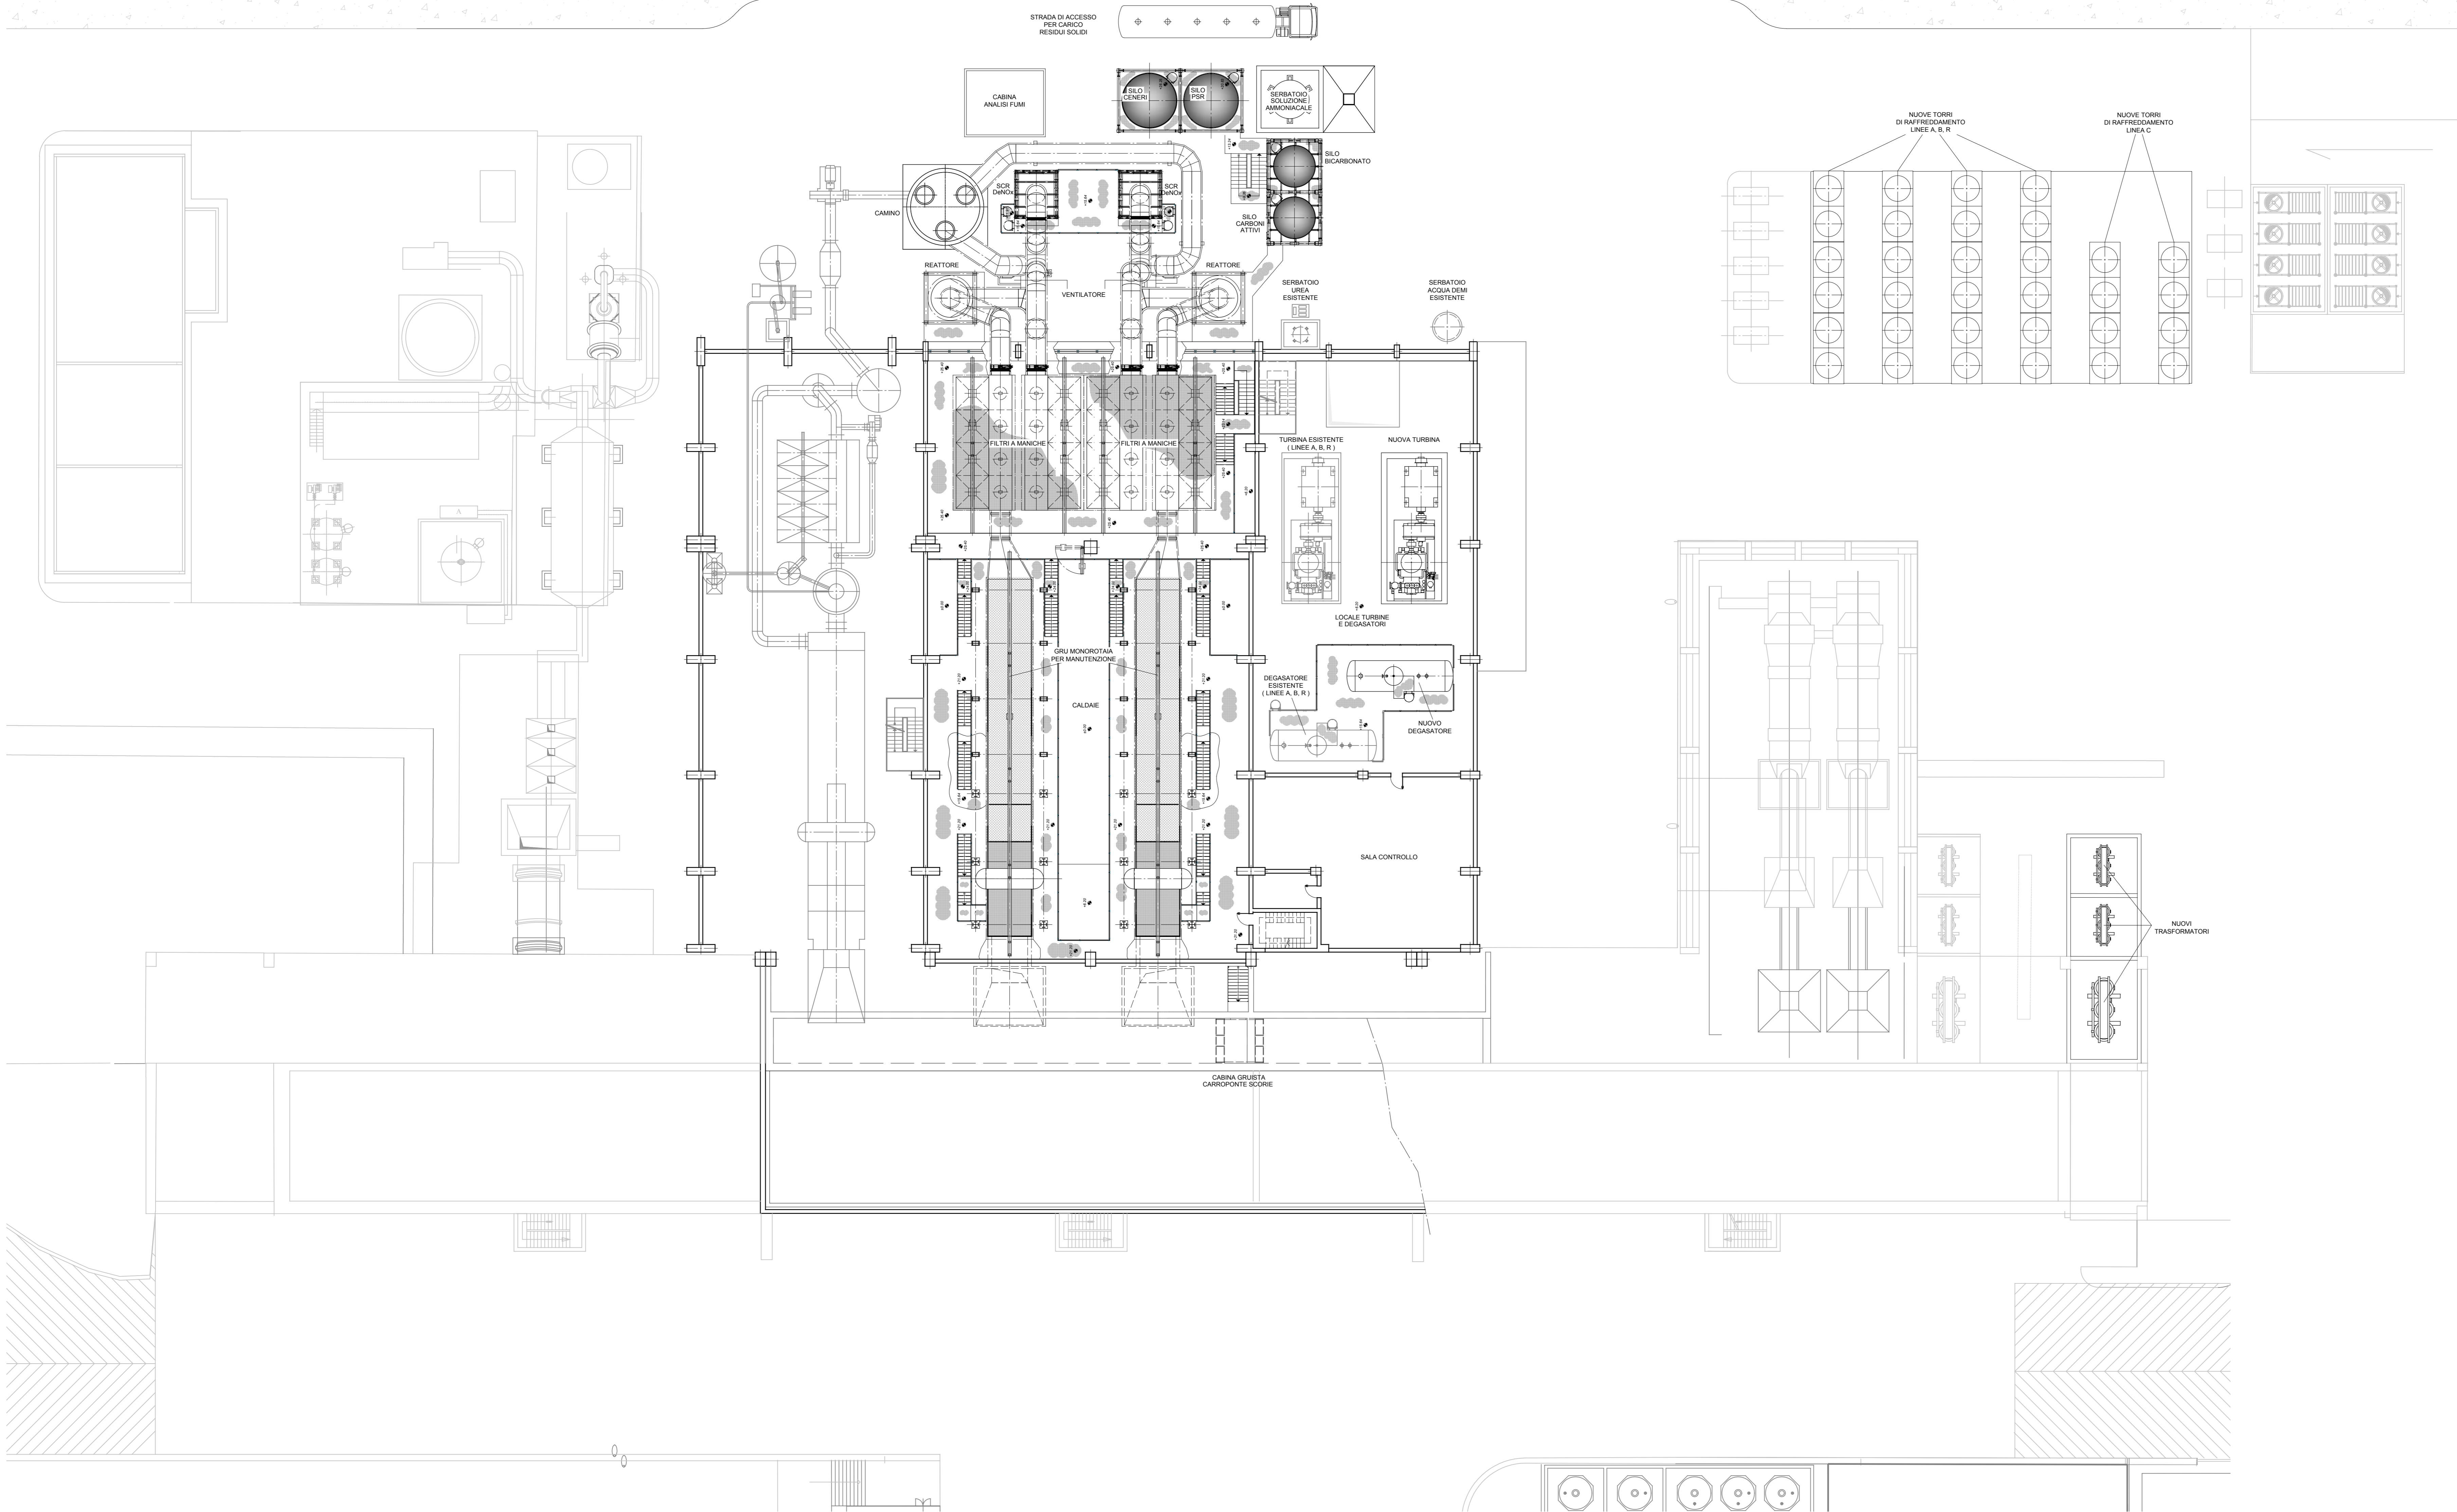 STRADA DI ACCESSO
PER CARICO
RESIDUI SOLIDI
CABINA
ANALISI FUMI
SILO
CENERI
SILO
PSR
SERBATOIO
SOLUZIONE
AMMONIACALE
SILO
BICARBONATO
NUOVE TORRI
DI RAFFREDDAMENTO
LINEE A, B, R
NUOVE TORRI
DI RAFFREDDAMENTO
LINEA C
SCR
DeNOx
SCR
DeNOx
CAMINO
SILO
CARBONI
ATTIVI
REATTORE
REATTORE
VENTILATORE
SERBATOIO
UREA
ESISTENTE
SERBATOIO
ACQUA DEMI
ESISTENTE
FILTRI A MANICHE
FILTRI A MANICHE
TURBINA ESISTENTE
( LINEE A, B, R )
NUOVA TURBINA
A
LOCALE TURBINE
E DEGASATORI
GRU MONOROTAIA
PER MANUTENZIONE
DEGASATORE
ESISTENTE
( LINEE A, B, R )
CALDAIE
NUOVO
DEGASATORE
SALA CONTROLLO
NUOVI
TRASFORMATORI
CABINA GRUISTA
CARROPONTE SCORIE